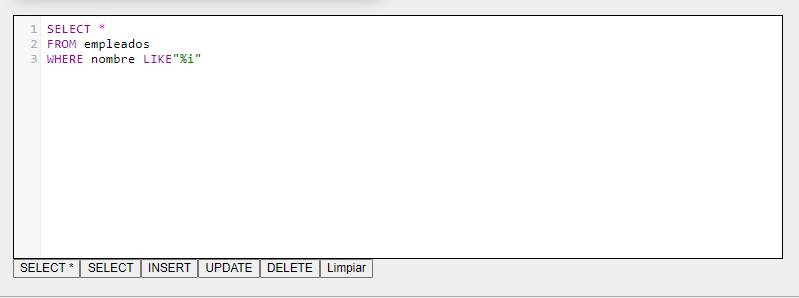 1 SELECT *
2 FROM empleados
3 WHERE nombre LIKE"%i"
SELECT * SELECT INSERT UPDATE DELETE Limpiar